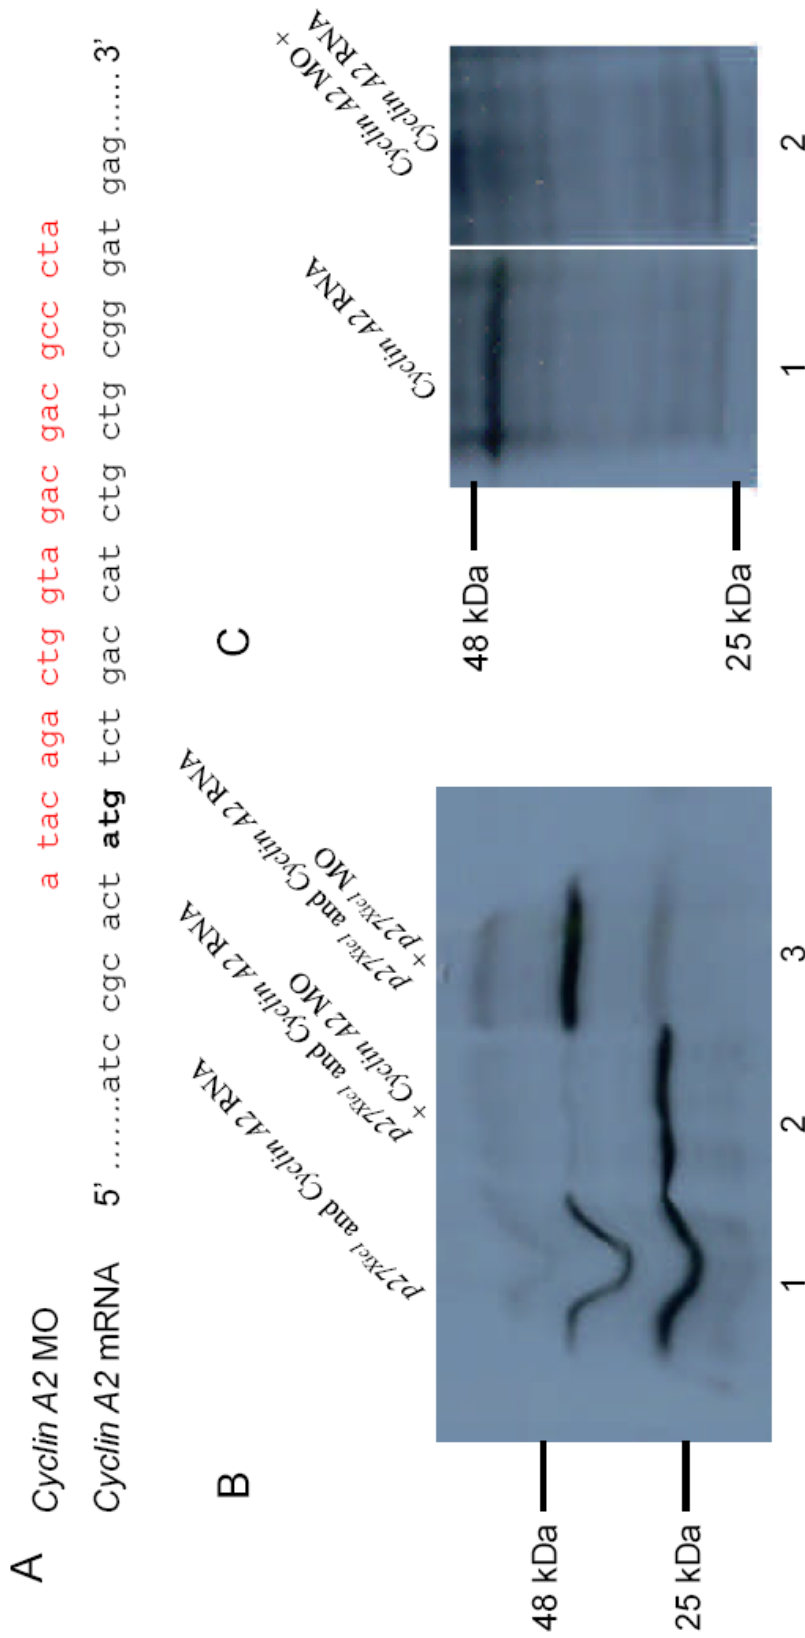 A
Cyclin A2 MO a tac aga ctg gta gac gac gcc cta
Cyclin A2 mRNA 5' ........atc cgc act atg tct gac cat ctg ctg cgg gat gag...... 3'
B
p27Xic1 and Cyclin A2 RNA
p27Xic1 and Cyclin A2 RNA
+ Cyclin A2 MO
p27Xic1 and Cyclin A2 RNA
+ p27Xic1 MO
48 kDa
25 kDa
1 2 3
C
Cyclin A2 RNA
Cyclin A2 MO +
Cyclin A2 RNA
48 kDa
25 kDa
1 2